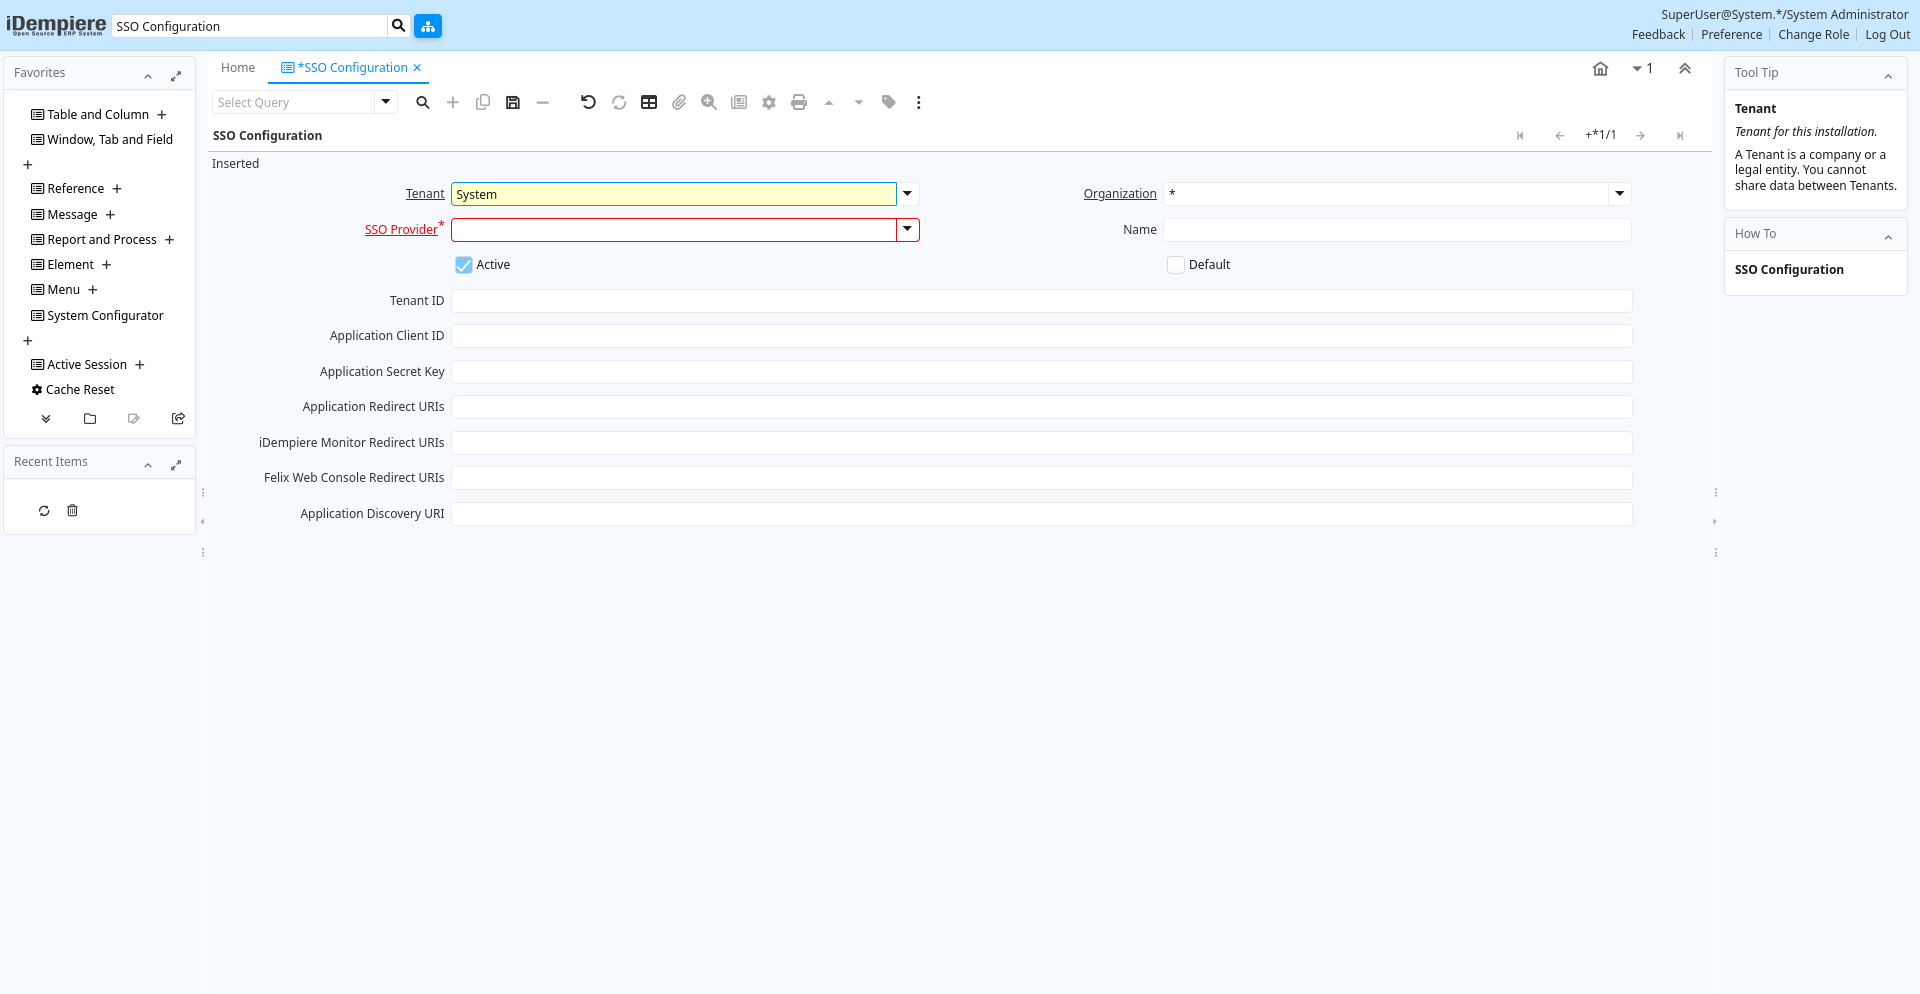 iDempiere
Open Source ERP System
SSO Configuration
SuperUser@System.*/System Administrator
Feedback
Preference
Change Role
Log Out
Favorites
Table and Column +
Window, Tab and Field
+
Reference +
Message +
Report and Process +
Element +
Menu +
System Configurator
+
Active Session +
Cache Reset
Recent Items
Home
*SSO Configuration
1
Select Query
SSO Configuration
+*1/1
Inserted
Tenant
System
Organization
*
SSO Provider*
Name
Active
Default
Tenant ID
Application Client ID
Application Secret Key
Application Redirect URIs
iDempiere Monitor Redirect URIs
Felix Web Console Redirect URIs
Application Discovery URI
Tool Tip
Tenant
Tenant for this installation.
A Tenant is a company or a
legal entity. You cannot
share data between Tenants.
How To
SSO Configuration